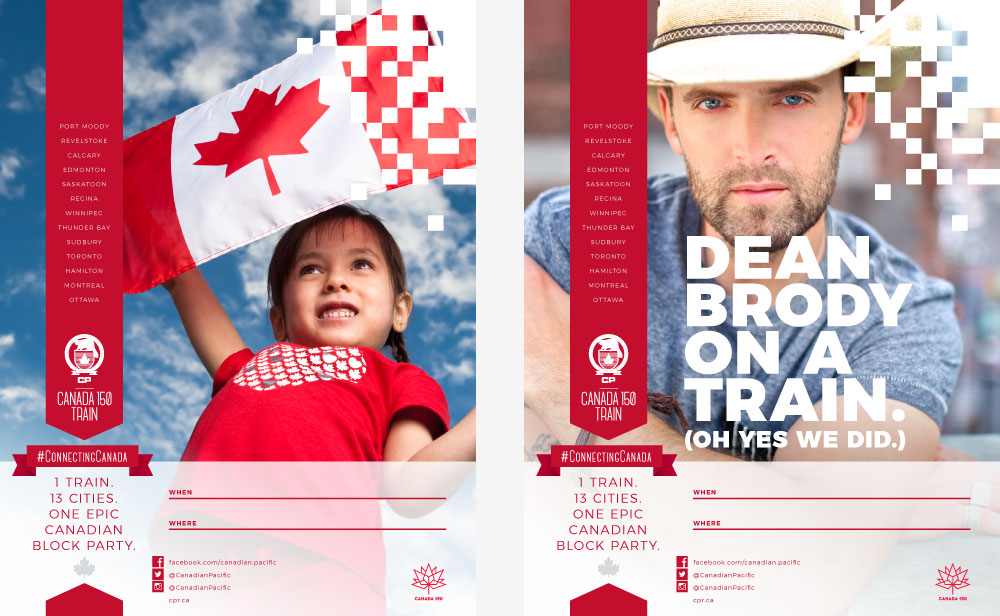 PORT MOODY
REVELSTOKE
CALGARY
EDMONTON
SASKATOON
REGINA
WINNIPEG
THUNDER BAY
SUDBURY
TORONTO
HAMILTON
MONTREAL
OTTAWA
CP
CANADA 150
TRAIN
#CONNECTINGCANADA
1 TRAIN.
13 CITIES.
ONE EPIC
CANADIAN
BLOCK PARTY.
WHEN
WHERE
facebook.com/canadian.pacific
@CanadianPacific
@CanadianPacific
cpr.ca
CANADA 150
PORT MOODY
REVELSTOKE
CALGARY
EDMONTON
SASKATOON
REGINA
WINNIPEG
THUNDER BAY
SUDBURY
TORONTO
HAMILTON
MONTREAL
OTTAWA
CP
CANADA 150
TRAIN
DEAN
BRODY
ON A
TRAIN.
(OH YES WE DID.)
#CONNECTINGCANADA
1 TRAIN.
13 CITIES.
ONE EPIC
CANADIAN
BLOCK PARTY.
WHEN
WHERE
facebook.com/canadian.pacific
@CanadianPacific
@CanadianPacific
cpr.ca
CANADA 150